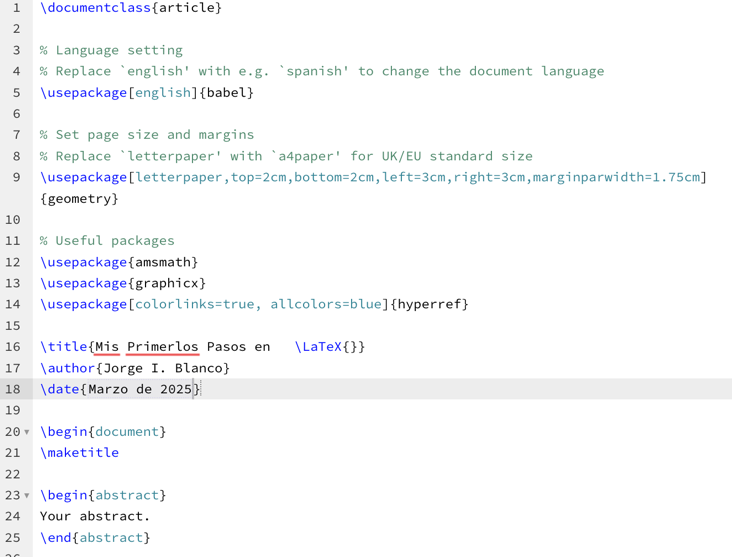 1 \documentclass{article}
2
3 % Language setting
4 % Replace `english' with e.g. `spanish' to change the document language
5 \usepackage[english]{babel}
6
7 % Set page size and margins
8 % Replace `letterpaper' with `a4paper' for UK/EU standard size
9 \usepackage[letterpaper,top=2cm,bottom=2cm,left=3cm,right=3cm,marginparwidth=1.75cm]
{geometry}
10
11 % Useful packages
12 \usepackage{amsmath}
13 \usepackage{graphicx}
14 \usepackage[colorlinks=true, allcolors=blue]{hyperref}
15
16 \title{Mis Primerlos Pasos en   \LaTeX{}}
17 \author{Jorge I. Blanco}
18 \date{Marzo de 2025}
19
20 \begin{document}
21 \maketitle
22
23 \begin{abstract}
24 Your abstract.
25 \end{abstract}